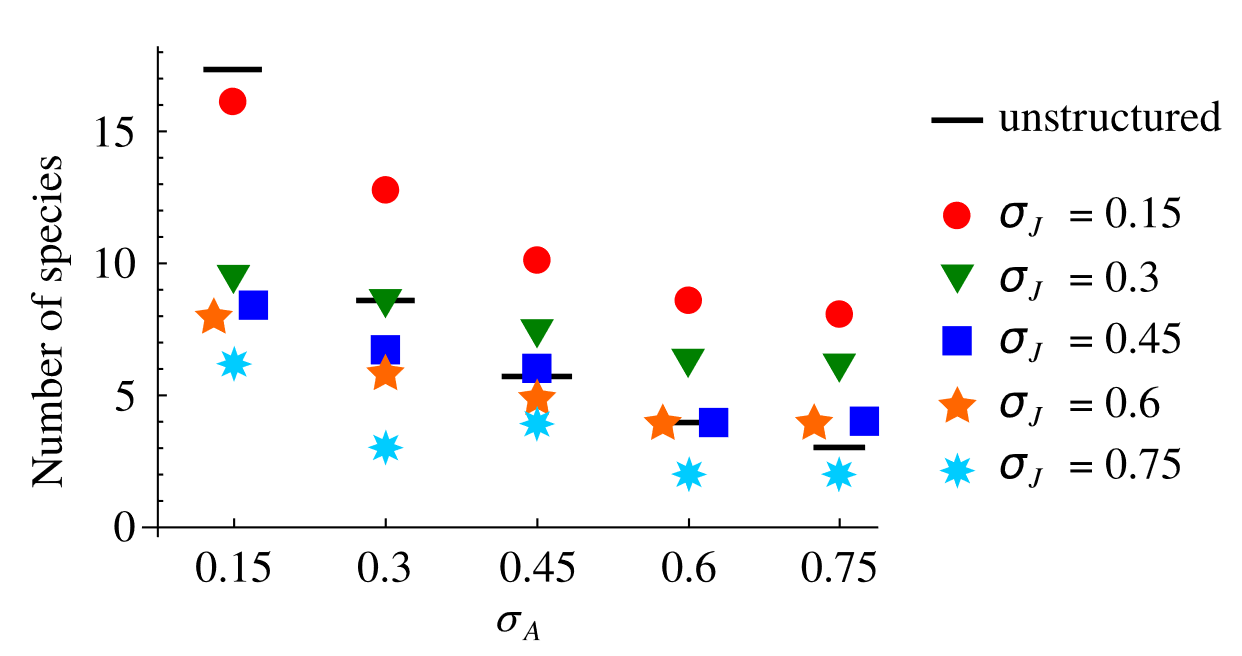 Number of species
15
10
5
0
0.15 0.3 0.45 0.6 0.75
σA
unstructured
σJ = 0.15
σJ = 0.3
σJ = 0.45
σJ = 0.6
σJ = 0.75